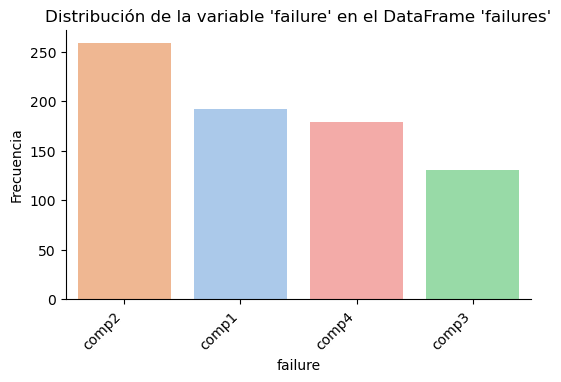 Distribución de la variable 'failure' en el DataFrame 'failures'
Frecuencia
250
200
150
100
50
0
comp2
comp1
comp4
comp3
failure